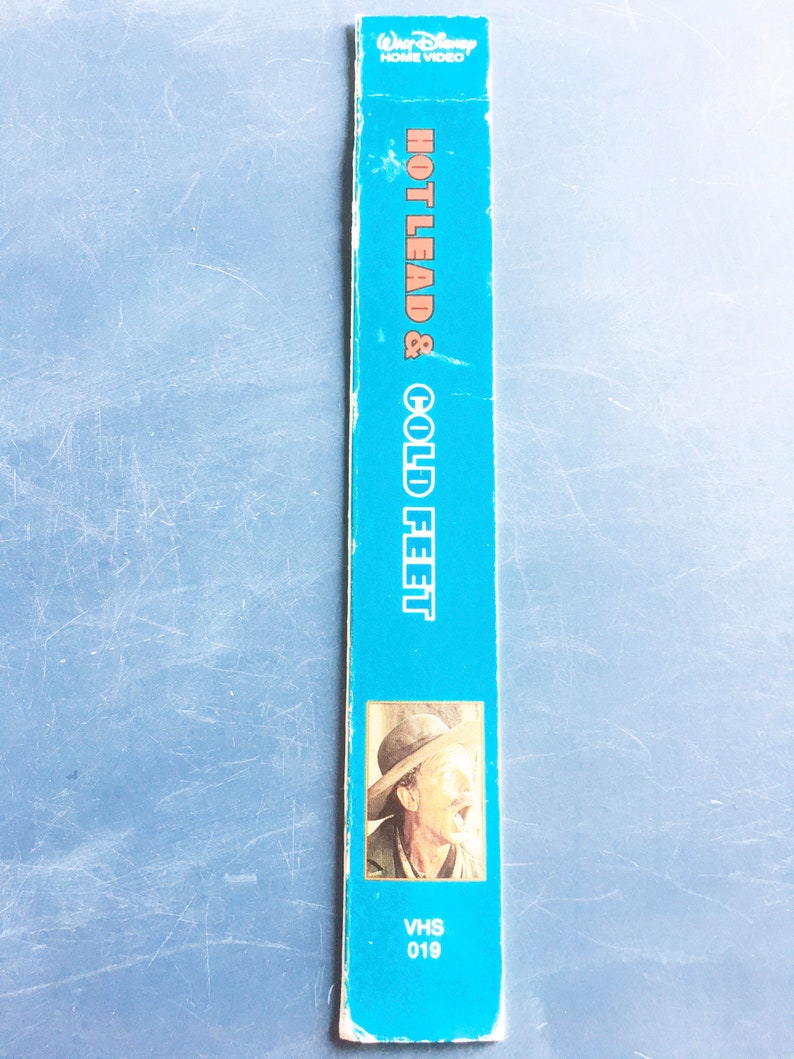 Walt Disney
HOME VIDEO
HOT LEAD &
COLD FEET
VHS
019